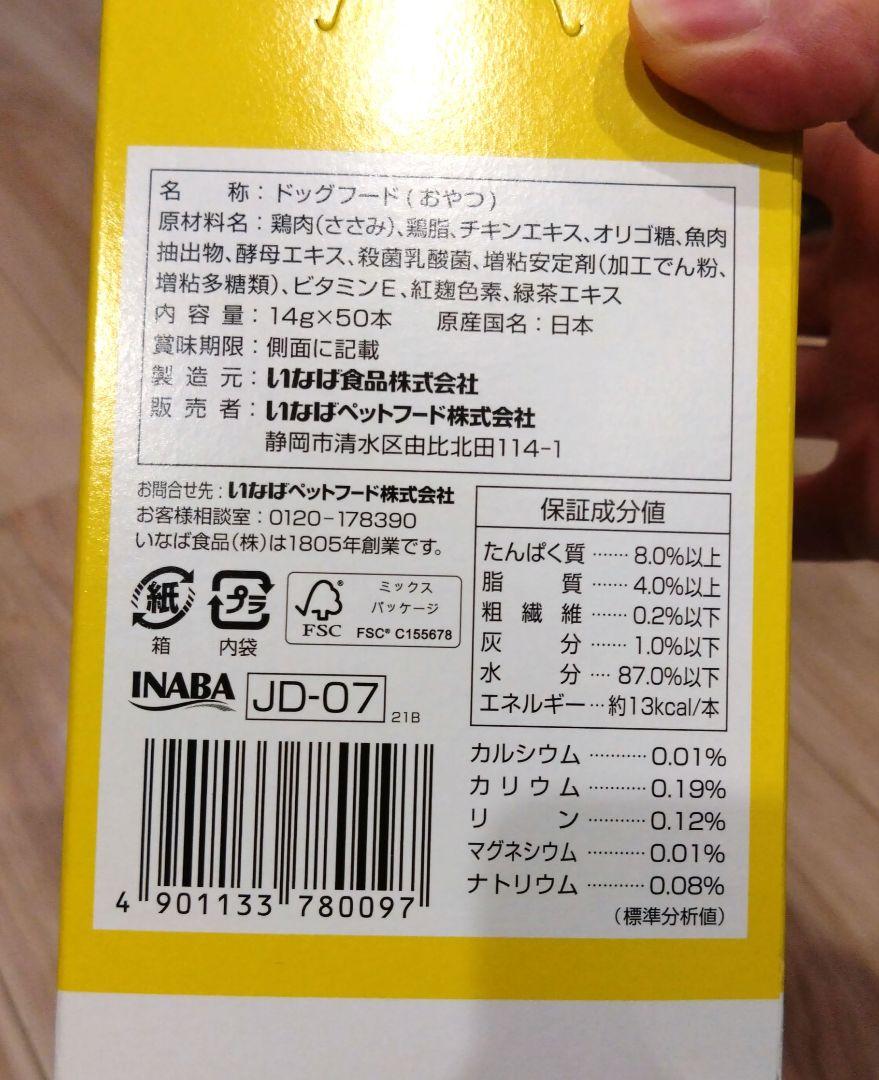 名　称：ドッグフード(おやつ)
原材料名：鶏肉(ささみ)、鶏脂、チキンエキス、オリゴ糖、魚肉
抽出物、酵母エキス、殺菌乳酸菌、増粘安定剤(加工でん粉、
増粘多糖類)、ビタミンE、紅麹色素、緑茶エキス
内容量：14g×50本　原産国名：日本
賞味期限：側面に記載
製造元：いなば食品株式会社
販売者：いなばペットフード株式会社
静岡市清水区由比北田114-1
お問合せ先：いなばペットフード株式会社
お客様相談室：0120-178390
いなば食品(株)は1805年創業です。
紙
箱
プラ
内袋
FSC®
ミックス
パッケージ
FSC® C155678
INABA
JD-07
21B
4 901133 780097
保証成分値
たんぱく質 ……… 8.0%以上
脂　質 ……… 4.0%以上
粗繊維 ……… 0.2%以下
灰　分 ……… 1.0%以下
水　分 …… 87.0%以下
エネルギー … 約13kcal/本
カルシウム ………… 0.01%
カリウム ………… 0.19%
リン ………… 0.12%
マグネシウム ………… 0.01%
ナトリウム ………… 0.08%
(標準分析値)